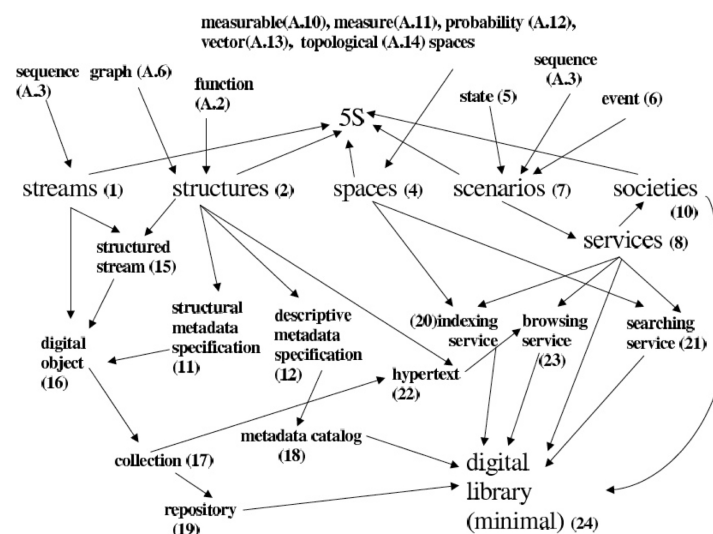 measurable(A.10), measure(A.11), probability (A.12),
vector(A.13), topological (A.14) spaces
sequence
(A.3)
graph (A.6)
function
(A.2)
sequence
(A.3)
state (5)
event (6)
5S
streams (1)
structures (2)
spaces (4)
scenarios (7)
societies
(10)
services (8)
structured
stream (15)
structural
metadata
specification
(11)
descriptive
metadata
specification
(12)
(20)indexing
service
browsing
service
(23)
searching
service (21)
digital
object
(16)
hypertext
(22)
collection (17)
metadata catalog
(18)
repository
(19)
digital
library
(minimal) (24)